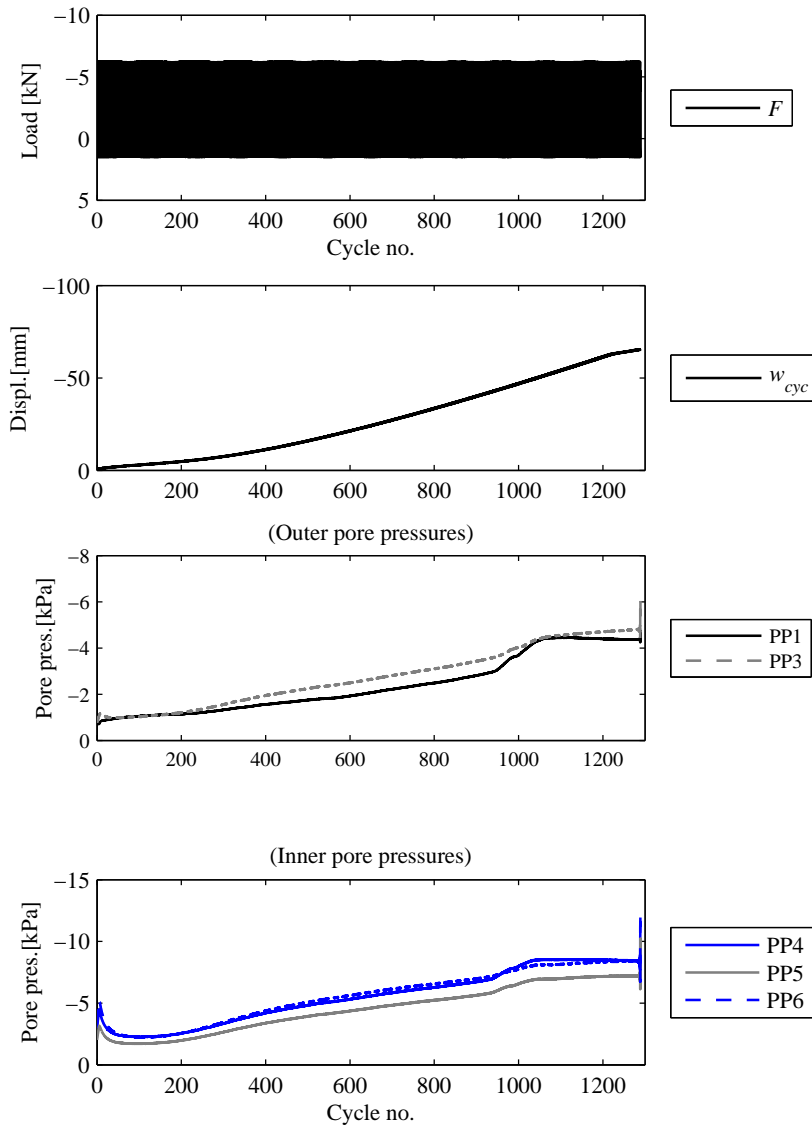 −10
−5
0
5
Load [kN]
0 200 400 600 800 1000 1200
Cycle no.
F
−100
−50
0
Displ.[mm]
0 200 400 600 800 1000 1200
w_cyc
(Outer pore pressures)
−8
−6
−4
−2
0
Pore pres.[kPa]
0 200 400 600 800 1000 1200
PP1
PP3
(Inner pore pressures)
−15
−10
−5
0
Pore pres.[kPa]
0 200 400 600 800 1000 1200
Cycle no.
PP4
PP5
PP6